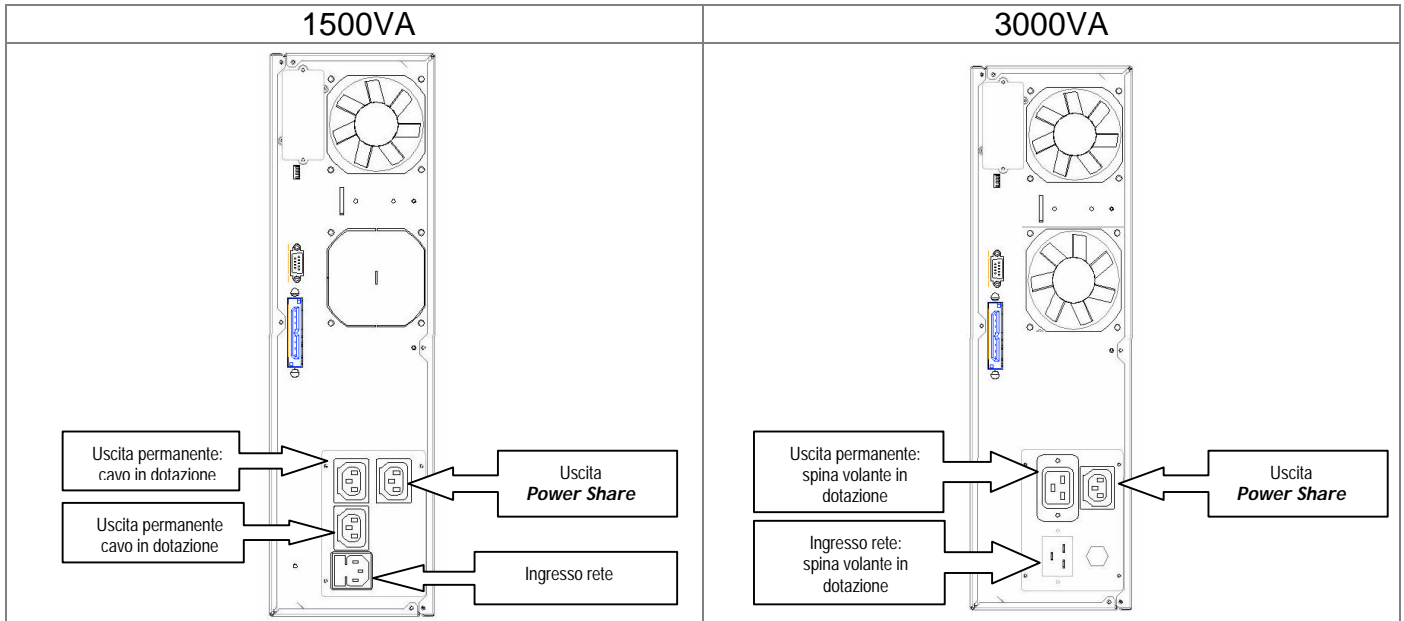 1500VA
3000VA
Uscita permanente:
cavo in dotazione
Uscita
Power Share
Uscita permanente
cavo in dotazione
Ingresso rete
Uscita permanente:
spina volante in
dotazione
Uscita
Power Share
Ingresso rete:
spina volante in
dotazione